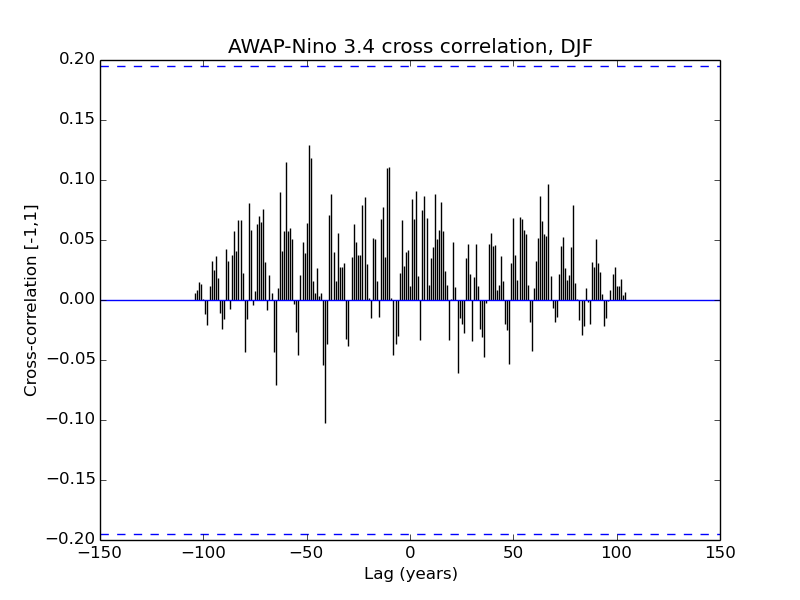 AWAP-Nino 3.4 cross correlation, DJF
0.20
0.15
0.10
0.05
0.00
−0.05
−0.10
−0.15
−0.20
Cross-correlation [-1,1]
−150 −100 −50 0 50 100 150
Lag (years)